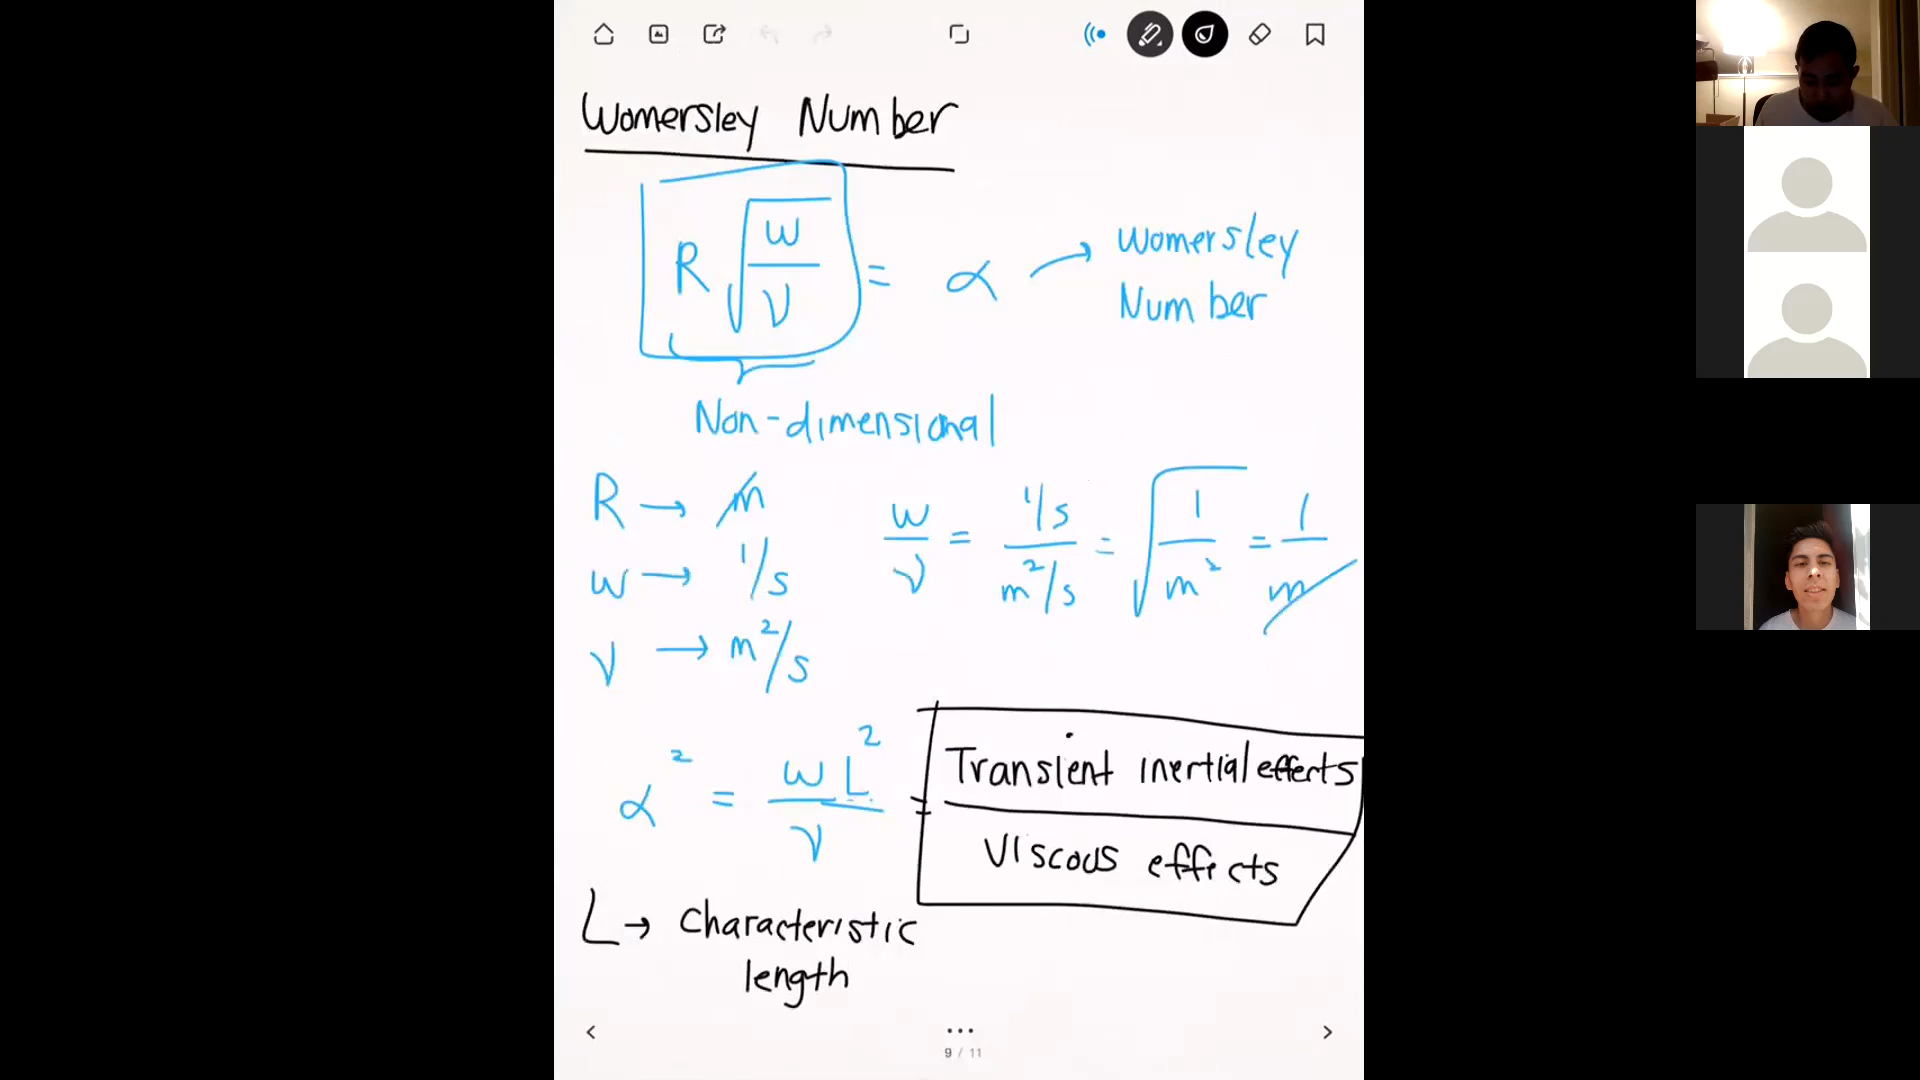 Womersley Number
R √(ω/ν) = α → Womersley Number
Non-dimensional
R → m
ω → 1/s
ν → m²/s
ω/ν = (1/s)/(m²/s) = √(1/m²) = 1/m
α² = ωL²/ν = Transient inertial effects / Viscous effects
L → Characteristic
length
9 / 11